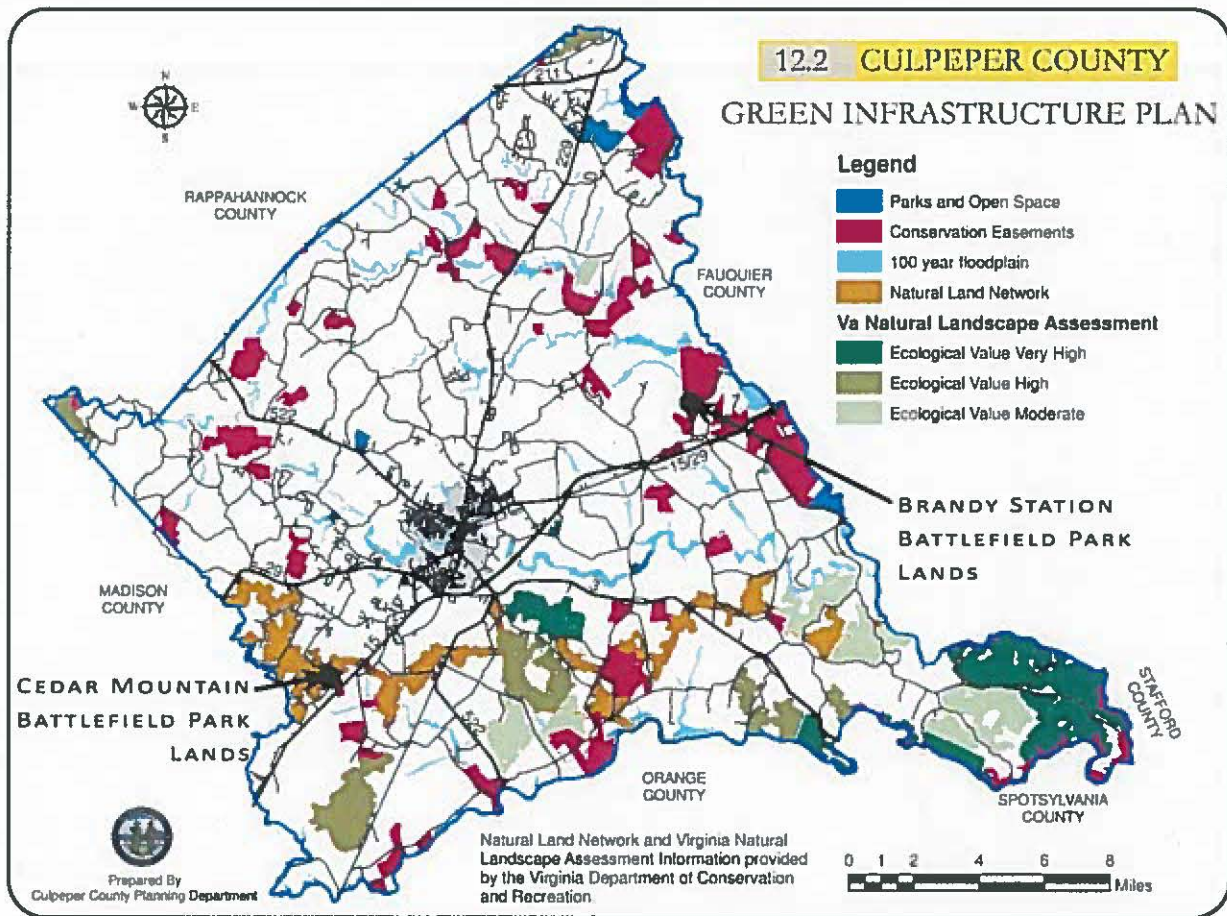 12.2 CULPEPER COUNTY
GREEN INFRASTRUCTURE PLAN
N
W E
S
Legend
Parks and Open Space
Conservation Easements
100 year floodplain
Natural Land Network
Va Natural Landscape Assessment
Ecological Value Very High
Ecological Value High
Ecological Value Moderate
211
229
RAPPAHANNOCK
COUNTY
FAUQUIER
COUNTY
522
15/29
BRANDY STATION
BATTLEFIELD PARK
LANDS
MADISON
COUNTY
29
3
15
CEDAR MOUNTAIN
BATTLEFIELD PARK
LANDS
522
STAFFORD
COUNTY
ORANGE
COUNTY
SPOTSYLVANIA
COUNTY
Prepared By
Culpeper County Planning Department
Natural Land Network and Virginia Natural
Landscape Assessment Information provided
by the Virginia Department of Conservation
and Recreation
0 1 2 4 6 8
Miles